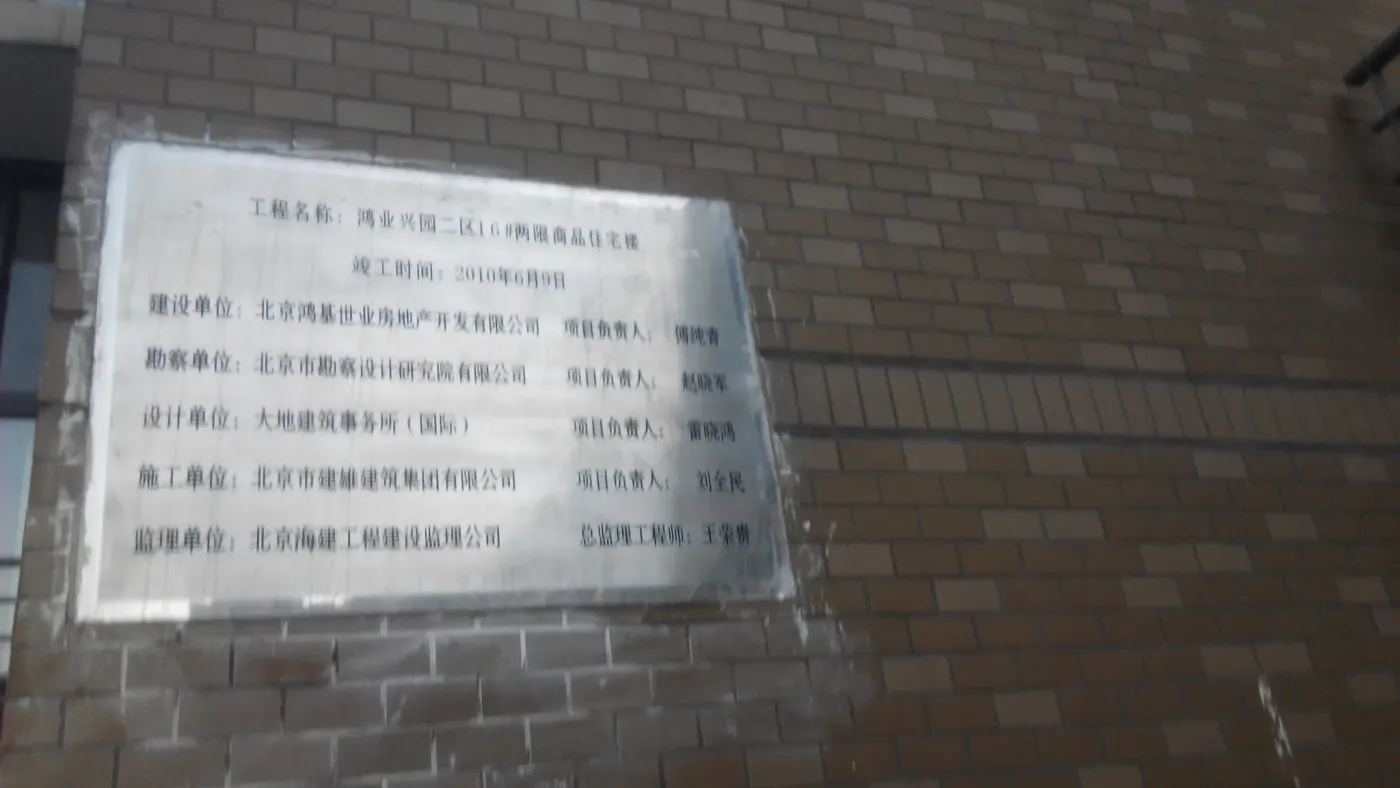 工程名称：鸿业兴园二区16#两限商品住宅楼
竣工时间：2010年6月9日
建设单位：北京鸿基世业房地产开发有限公司 项目负责人：傅纯青
勘察单位：北京市勘察设计研究院有限公司 项目负责人：赵晓军
设计单位：大地建筑事务所（国际） 项目负责人：雷晓鸿
施工单位：北京市建雄建筑集团有限公司 项目负责人：刘全民
监理单位：北京海建工程建设监理公司 总监理工程师：王荣贵